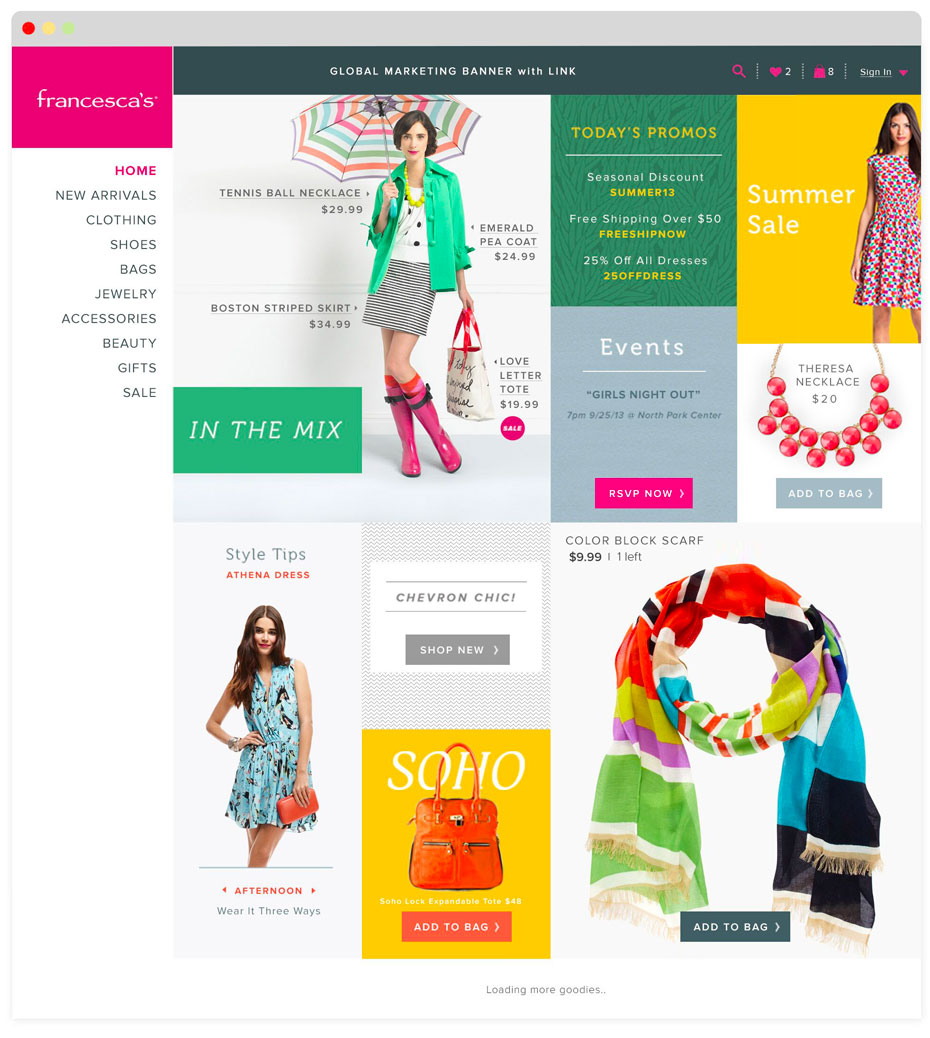 francesca's
GLOBAL MARKETING BANNER with LINK
2
8
Sign In
HOME
NEW ARRIVALS
CLOTHING
SHOES
BAGS
JEWELRY
ACCESSORIES
BEAUTY
GIFTS
SALE
TENNIS BALL NECKLACE
$29.99
EMERALD
PEA COAT
$24.99
BOSTON STRIPED SKIRT
$34.99
LOVE
LETTER
TOTE
$19.99
SALE
IN THE MIX
TODAY'S PROMOS
Seasonal Discount
SUMMER13
Free Shipping Over $50
FREESHIPNOW
25% Off All Dresses
25OFFDRESS
Summer
Sale
Events
“GIRLS NIGHT OUT”
7pm 9/25/13 @ North Park Center
RSVP NOW
THERESA
NECKLACE
$20
ADD TO BAG
Style Tips
ATHENA DRESS
AFTERNOON
Wear It Three Ways
CHEVRON CHIC!
SHOP NEW
SOHO
Soho Lock Expandable Tote $48
ADD TO BAG
COLOR BLOCK SCARF
$9.99 | 1 left
ADD TO BAG
Loading more goodies..